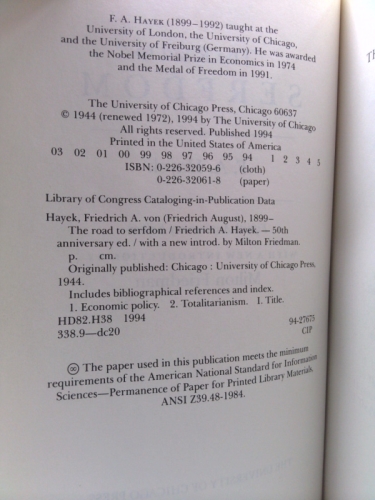 F. A. HAYEK (1899–1992) taught at the
University of London, the University of Chicago,
and the University of Freiburg (Germany). He was awarded
the Nobel Memorial Prize in Economics in 1974
and the Medal of Freedom in 1991.
The University of Chicago Press, Chicago 60637
© 1944 (renewed 1972), 1994 by The University of Chicago
All rights reserved. Published 1994
Printed in the United States of America
03 02 01 00 99 98 97 96 95 94 1 2 3 4 5
ISBN: 0-226-32059-6 (cloth)
0-226-32061-8 (paper)
Library of Congress Cataloging-in-Publication Data
Hayek, Friedrich A. von (Friedrich August), 1899–
The road to serfdom / Friedrich A. Hayek. — 50th
anniversary ed. / with a new introd. by Milton Friedman.
p. cm.
Originally published: Chicago : University of Chicago Press,
1944.
Includes bibliographical references and index.
1. Economic policy. 2. Totalitarianism. I. Title.
HD82.H38 1994
338.9—dc20
94-27675
CIP
♾ The paper used in this publication meets the minimum
requirements of the American National Standard for Information
Sciences—Permanence of Paper for Printed Library Materials,
ANSI Z39.48-1984.